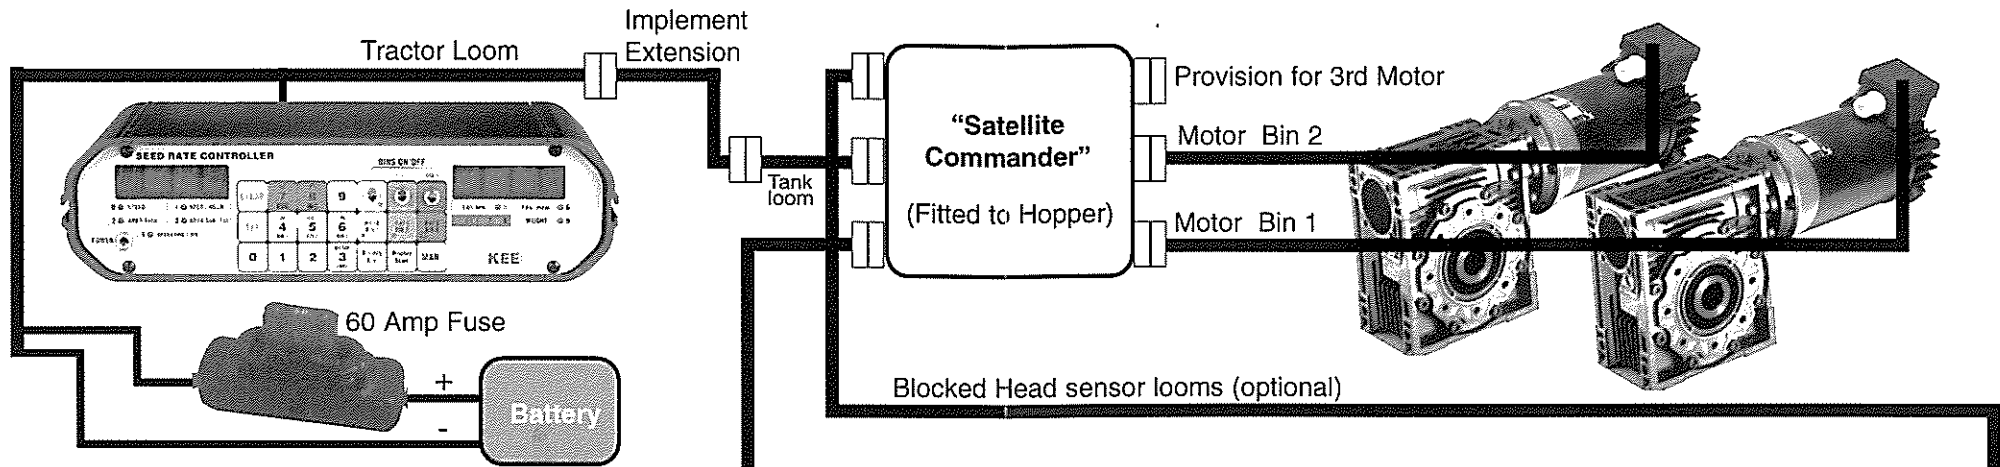 Implement
Extension
Tractor Loom
Provision for 3rd Motor
"Satellite
Commander"
(Fitted to Hopper)
Motor Bin 2
Tank
loom
Motor Bin 1
SEED RATE CONTROLLER
BINS ON/OFF
9
4 5 6
0 1 2 3
MAN
KEE
60 Amp Fuse
+
Battery
-
Blocked Head sensor looms (optional)